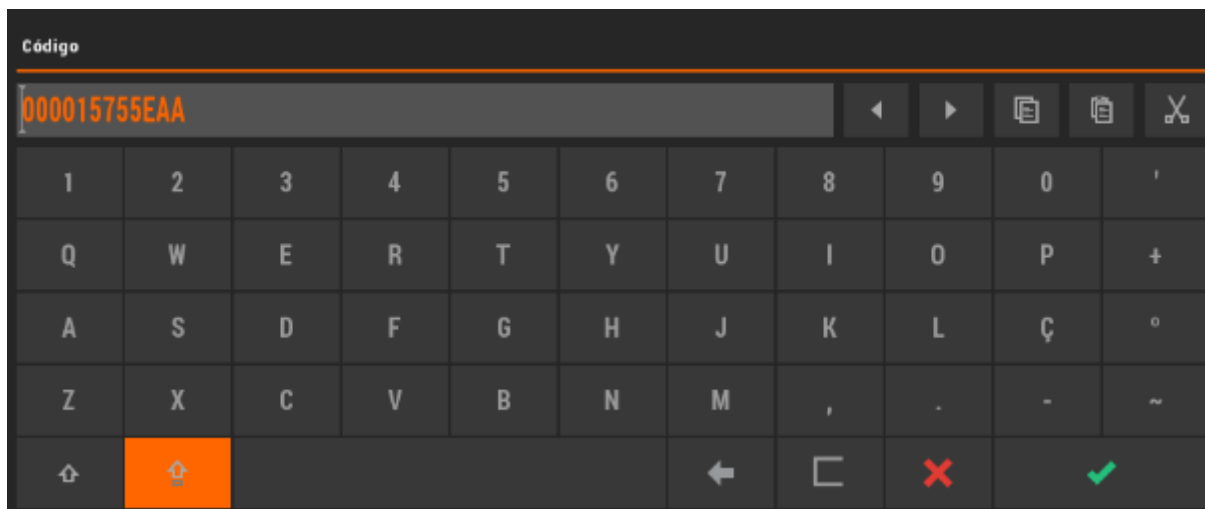 Código
000015755EAA
1 2 3 4 5 6 7 8 9 0 '
Q W E R T Y U I O P +
A S D F G H J K L Ç º
Z X C V B N M , . - ~